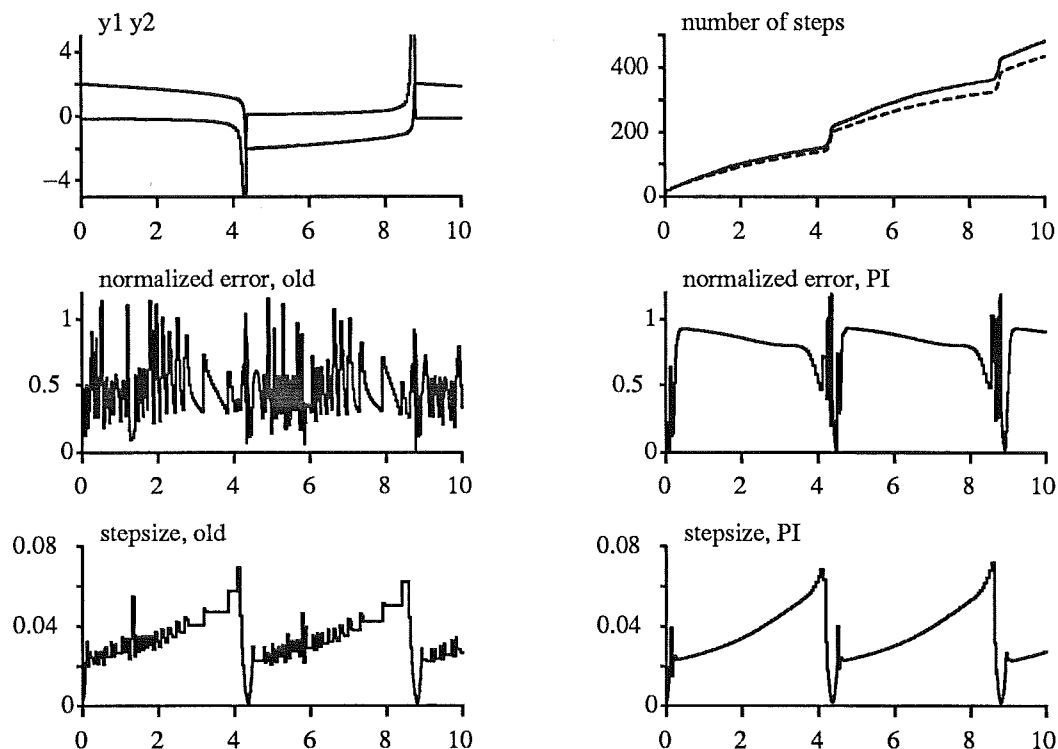 y1 y2
4
0
−4
0 2 4 6 8 10
number of steps
400
200
0
0 2 4 6 8 10
normalized error, old
1
0.5
0
0 2 4 6 8 10
normalized error, PI
1
0.5
0
0 2 4 6 8 10
stepsize, old
0.08
0.04
0
0 2 4 6 8 10
stepsize, PI
0.08
0.04
0
0 2 4 6 8 10